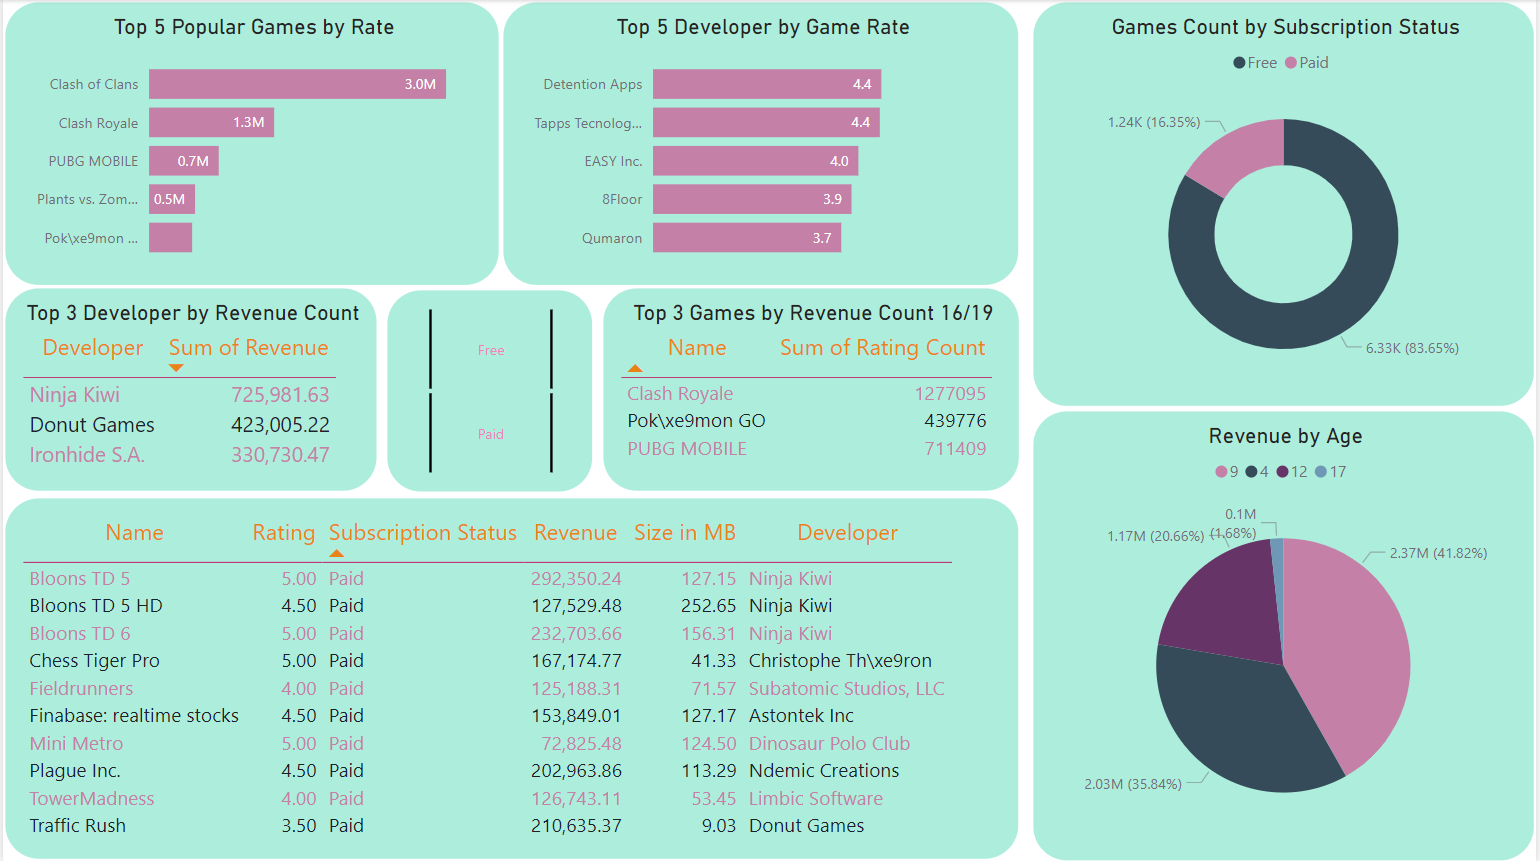 Top 5 Popular Games by Rate
Clash of Clans 3.0M
Clash Royale 1.3M
PUBG MOBILE 0.7M
Plants vs. Zom... 0.5M
Pok\xe9mon ...
Top 5 Developer by Game Rate
Detention Apps 4.4
Tapps Tecnolog... 4.4
EASY Inc. 4.0
8Floor 3.9
Qumaron 3.7
Games Count by Subscription Status
Free Paid
1.24K (16.35%)
6.33K (83.65%)
Top 3 Developer by Revenue Count
Developer Sum of Revenue
Ninja Kiwi 725,981.63
Donut Games 423,005.22
Ironhide S.A. 330,730.47
Free
Paid
Top 3 Games by Revenue Count 16/19
Name Sum of Rating Count
Clash Royale 1277095
Pok\xe9mon GO 439776
PUBG MOBILE 711409
Revenue by Age
9 4 12 17
0.1M
(1.68%)
1.17M (20.66%)
2.37M (41.82%)
2.03M (35.84%)
Name Rating Subscription Status Revenue Size in MB Developer
Bloons TD 5 5.00 Paid 292,350.24 127.15 Ninja Kiwi
Bloons TD 5 HD 4.50 Paid 127,529.48 252.65 Ninja Kiwi
Bloons TD 6 5.00 Paid 232,703.66 156.31 Ninja Kiwi
Chess Tiger Pro 5.00 Paid 167,174.77 41.33 Christophe Th\xe9ron
Fieldrunners 4.00 Paid 125,188.31 71.57 Subatomic Studios, LLC
Finabase: realtime stocks 4.50 Paid 153,849.01 127.17 Astontek Inc
Mini Metro 5.00 Paid 72,825.48 124.50 Dinosaur Polo Club
Plague Inc. 4.50 Paid 202,963.86 113.29 Ndemic Creations
TowerMadness 4.00 Paid 126,743.11 53.45 Limbic Software
Traffic Rush 3.50 Paid 210,635.37 9.03 Donut Games